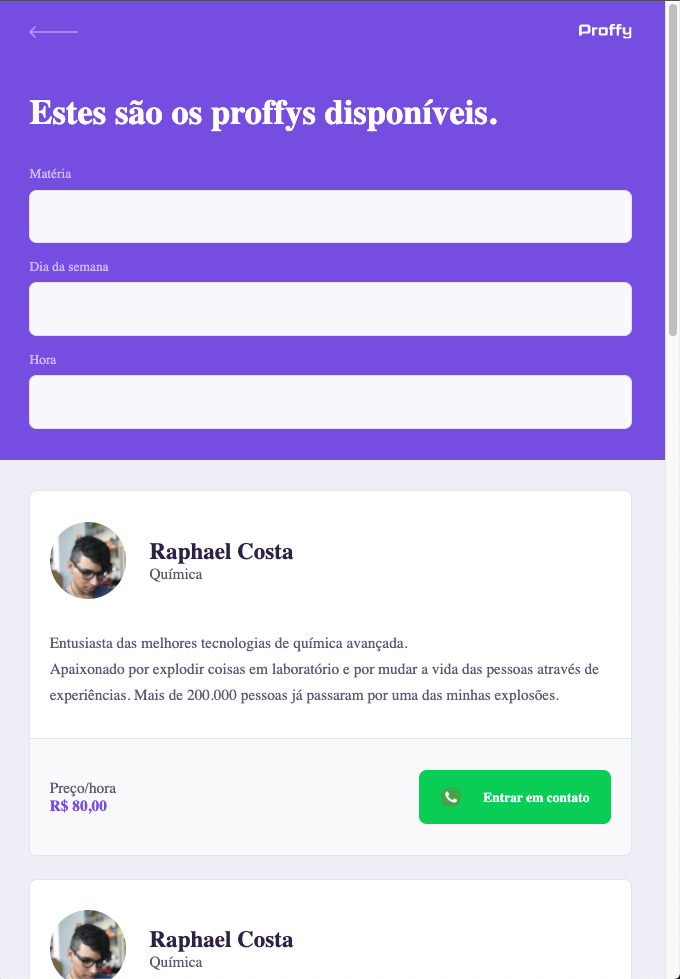 Proffy
Estes são os proffys disponíveis.
Matéria
Dia da semana
Hora
Raphael Costa
Química
Entusiasta das melhores tecnologias de química avançada.
Apaixonado por explodir coisas em laboratório e por mudar a vida das pessoas através de
experiências. Mais de 200.000 pessoas já passaram por uma das minhas explosões.
Preço/hora
R$ 80,00
Entrar em contato
Raphael Costa
Química